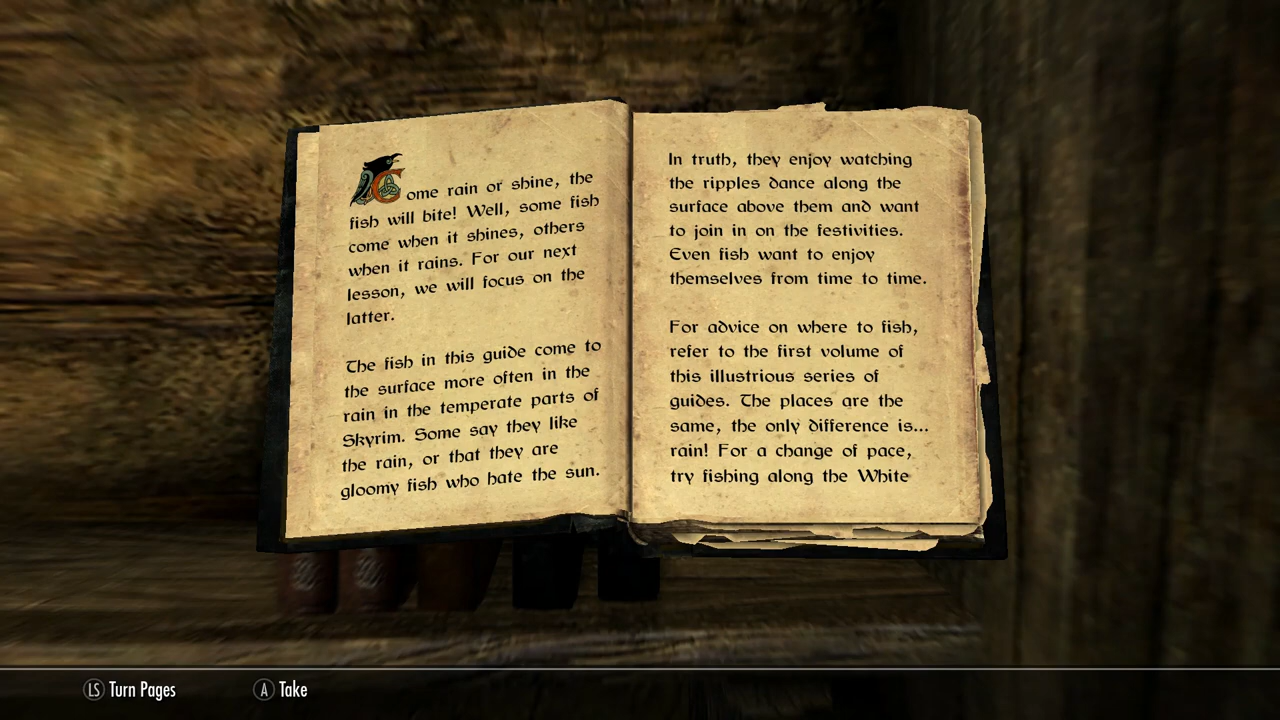 Come rain or shine, the
fish will bite! Well, some fish
come when it shines, others
when it rains. For our next
lesson, we will focus on the
latter.
The fish in this guide come to
the surface more often in the
rain in the temperate parts of
Skyrim. Some say they like
the rain, or that they are
gloomy fish who hate the sun.
In truth, they enjoy watching
the ripples dance along the
surface above them and want
to join in on the festivities.
Even fish want to enjoy
themselves from time to time.
For advice on where to fish,
refer to the first volume of
this illustrious series of
guides. The places are the
same, the only difference is...
rain! For a change of pace,
try fishing along the White
LS Turn Pages
A Take